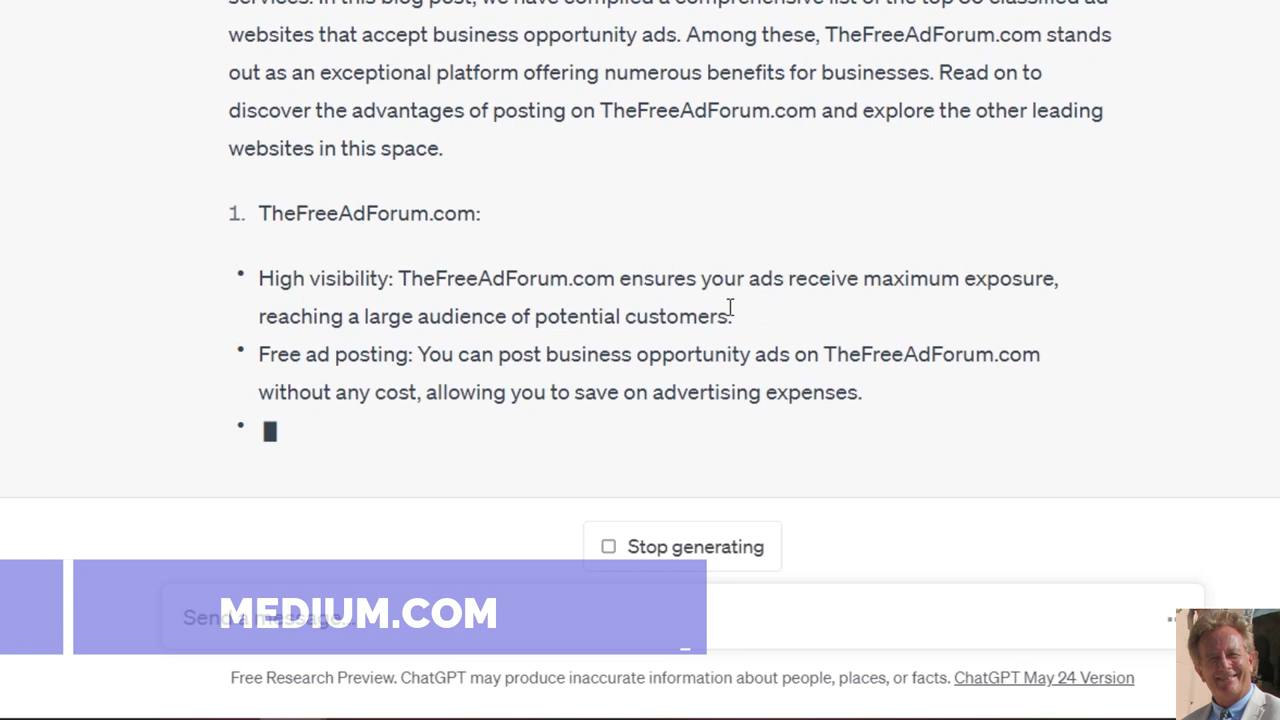 services. In this blog post, we have compiled a comprehensive list of the top 30 classified ad
websites that accept business opportunity ads. Among these, TheFreeAdForum.com stands
out as an exceptional platform offering numerous benefits for businesses. Read on to
discover the advantages of posting on TheFreeAdForum.com and explore the other leading
websites in this space.
1. TheFreeAdForum.com:
• High visibility: TheFreeAdForum.com ensures your ads receive maximum exposure,
reaching a large audience of potential customers.
• Free ad posting: You can post business opportunity ads on TheFreeAdForum.com
without any cost, allowing you to save on advertising expenses.
•
Stop generating
Send a message...
MEDIUM.COM
Free Research Preview. ChatGPT may produce inaccurate information about people, places, or facts. ChatGPT May 24 Version